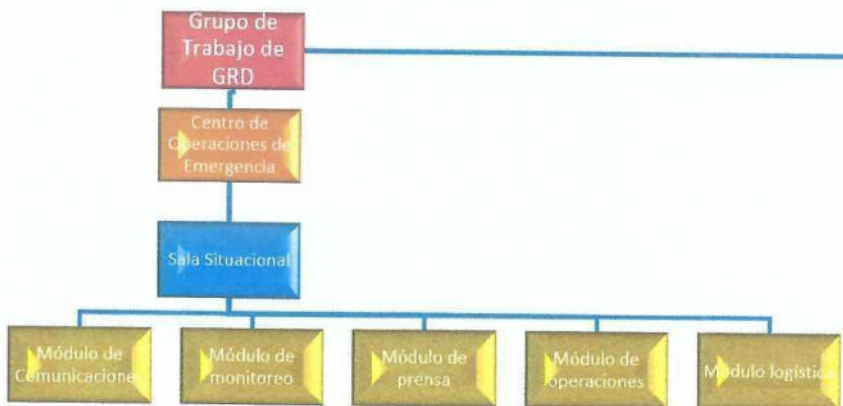 Grupo de
Trabajo de
GRD
Centro de
Operaciones de
Emergencia
Sala Situacional
Módulo de
Comunicacione
Módulo de
monitoreo
Módulo de
prensa
Módulo de
operaciones
Módulo logística